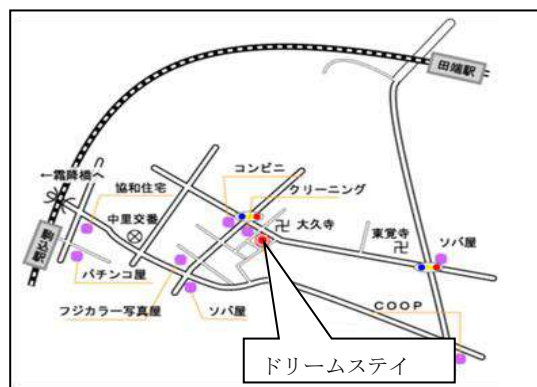 田端駅
コンビニ
←霜降橋へ
クリーニング
協和住宅
中里交番
大久寺
東覚寺
ソバ屋
駒込駅
パチンコ屋
フジカラー写真屋
ソバ屋
COOP
ドリームステイ